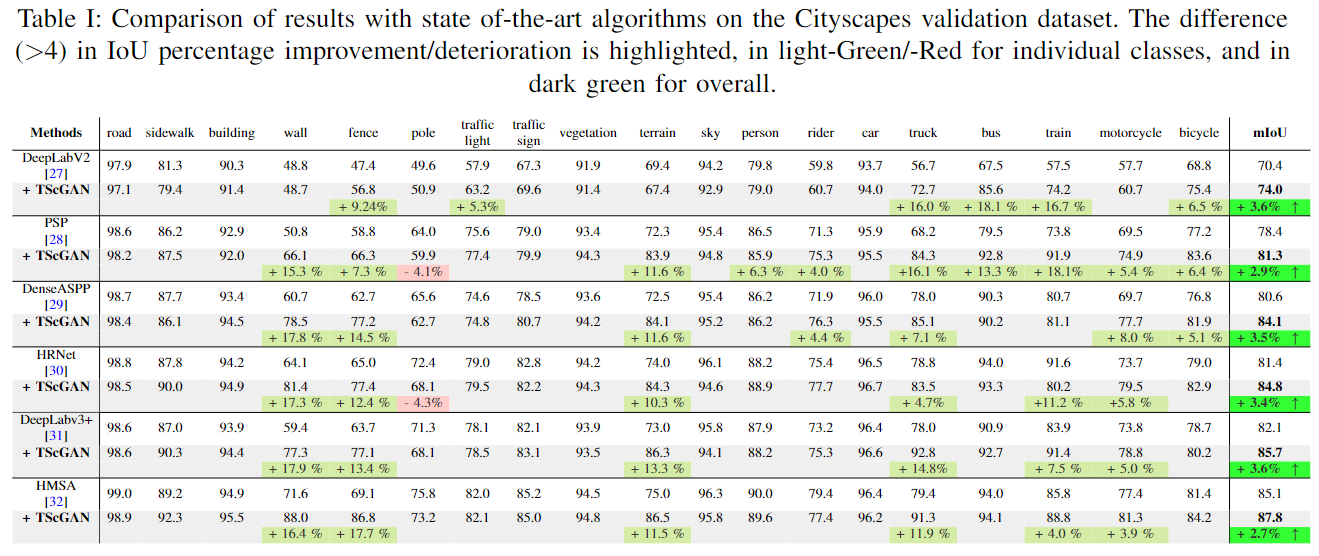 Table I: Comparison of results with state of-the-art algorithms on the Cityscapes validation dataset. The difference
(>4) in IoU percentage improvement/deterioration is highlighted, in light-Green/-Red for individual classes, and in
dark green for overall.
Methods road sidewalk building wall fence pole traffic light traffic sign vegetation terrain sky person rider car truck bus train motorcycle bicycle mIoU
DeepLabV2 [27] 97.9 81.3 90.3 48.8 47.4 49.6 57.9 67.3 91.9 69.4 94.2 79.8 59.8 93.7 56.7 67.5 57.5 57.7 68.8 70.4
+ TScGAN 97.1 79.4 91.4 48.7 56.8 50.9 63.2 69.6 91.4 67.4 92.9 79.0 60.7 94.0 72.7 85.6 74.2 60.7 75.4 74.0
+ 9.24% + 5.3% + 16.0 % + 18.1 % + 16.7 % + 6.5 % + 3.6% ↑
PSP [28] 98.6 86.2 92.9 50.8 58.8 64.0 75.6 79.0 93.4 72.3 95.4 86.5 71.3 95.9 68.2 79.5 73.8 69.5 77.2 78.4
+ TScGAN 98.2 87.5 92.0 66.1 66.3 59.9 77.4 79.9 94.3 83.9 94.8 85.9 75.3 95.5 84.3 92.8 91.9 74.9 83.6 81.3
+ 15.3 % + 7.3 % - 4.1% + 11.6 % + 6.3 % + 4.0 % +16.1 % + 13.3 % + 18.1% + 5.4 % + 6.4 % + 2.9% ↑
DenseASPP [29] 98.7 87.7 93.4 60.7 62.7 65.6 74.6 78.5 93.6 72.5 95.4 86.2 71.9 96.0 78.0 90.3 80.7 69.7 76.8 80.6
+ TScGAN 98.4 86.1 94.5 78.5 77.2 62.7 74.8 80.7 94.2 84.1 95.2 86.2 76.3 95.5 85.1 90.2 81.1 77.7 81.9 84.1
+ 17.8 % + 14.5 % + 11.6 % + 4.4 % + 7.1 % + 8.0 % + 5.1 % + 3.5% ↑
HRNet [30] 98.8 87.8 94.2 64.1 65.0 72.4 79.0 82.8 94.2 74.0 96.1 88.2 75.4 96.5 78.8 94.0 91.6 73.7 79.0 81.4
+ TScGAN 98.5 90.0 94.9 81.4 77.4 68.1 79.5 82.2 94.3 84.3 94.6 88.9 77.7 96.7 83.5 93.3 80.2 79.5 82.9 84.8
+ 17.3 % + 12.4 % - 4.3% + 10.3 % + 4.7% +11.2 % +5.8 % + 3.4% ↑
DeepLabv3+ [31] 98.6 87.0 93.9 59.4 63.7 71.3 78.1 82.1 93.9 73.0 95.8 87.9 73.2 96.4 78.0 90.9 83.9 73.8 78.7 82.1
+ TScGAN 98.6 90.3 94.4 77.3 77.1 68.1 78.5 83.1 93.5 86.3 94.1 88.2 75.3 96.6 92.8 92.7 91.4 78.8 80.2 85.7
+ 17.9 % + 13.4 % + 13.3 % + 14.8% + 7.5 % + 5.0 % + 3.6% ↑
HMSA [32] 99.0 89.2 94.9 71.6 69.1 75.8 82.0 85.2 94.5 75.0 96.3 90.0 79.4 96.4 79.4 94.0 85.8 77.4 81.4 85.1
+ TScGAN 98.9 92.3 95.5 88.0 86.8 73.2 82.1 85.0 94.8 86.5 95.8 89.6 77.4 96.2 91.3 94.1 88.8 81.3 84.2 87.8
+ 16.4 % + 17.7 % + 11.5 % + 11.9 % + 4.0 % + 3.9 % + 2.7% ↑